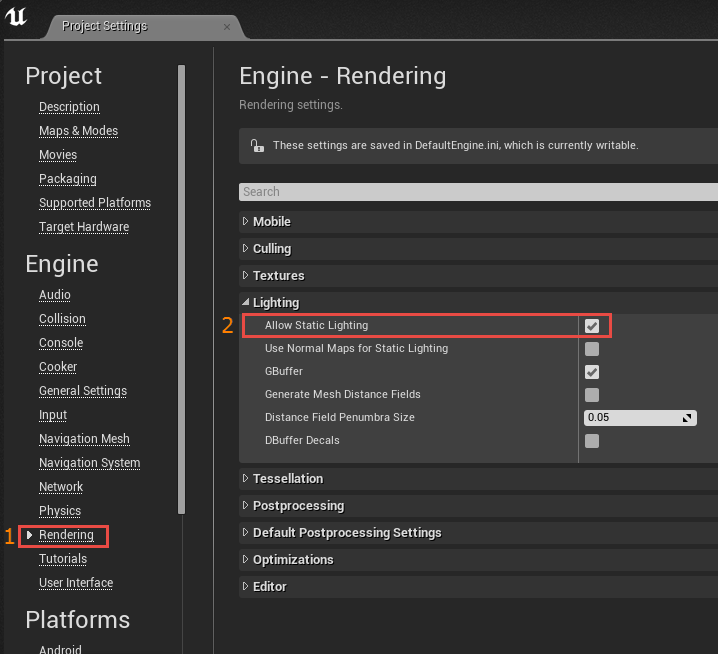 Project Settings
Project
Description
Maps & Modes
Movies
Packaging
Supported Platforms
Target Hardware
Engine
Audio
Collision
Console
Cooker
General Settings
Input
Navigation Mesh
Navigation System
Network
Physics
1 Rendering
Tutorials
User Interface
Platforms
Android
Engine - Rendering
Rendering settings.
These settings are saved in DefaultEngine.ini, which is currently writable.
Search
Mobile
Culling
Textures
Lighting
2 Allow Static Lighting
Use Normal Maps for Static Lighting
GBuffer
Generate Mesh Distance Fields
Distance Field Penumbra Size 0.05
DBuffer Decals
Tessellation
Postprocessing
Default Postprocessing Settings
Optimizations
Editor